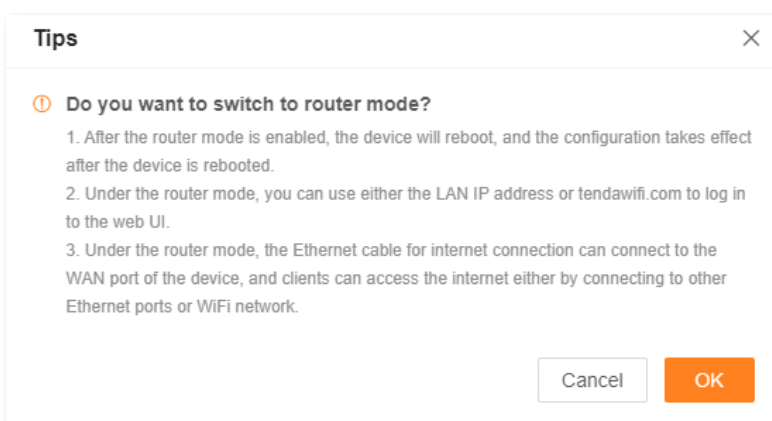 Tips
Do you want to switch to router mode?
1. After the router mode is enabled, the device will reboot, and the configuration takes effect
after the device is rebooted.
2. Under the router mode, you can use either the LAN IP address or tendawifi.com to log in
to the web UI.
3. Under the router mode, the Ethernet cable for internet connection can connect to the
WAN port of the device, and clients can access the internet either by connecting to other
Ethernet ports or WiFi network.
Cancel
OK